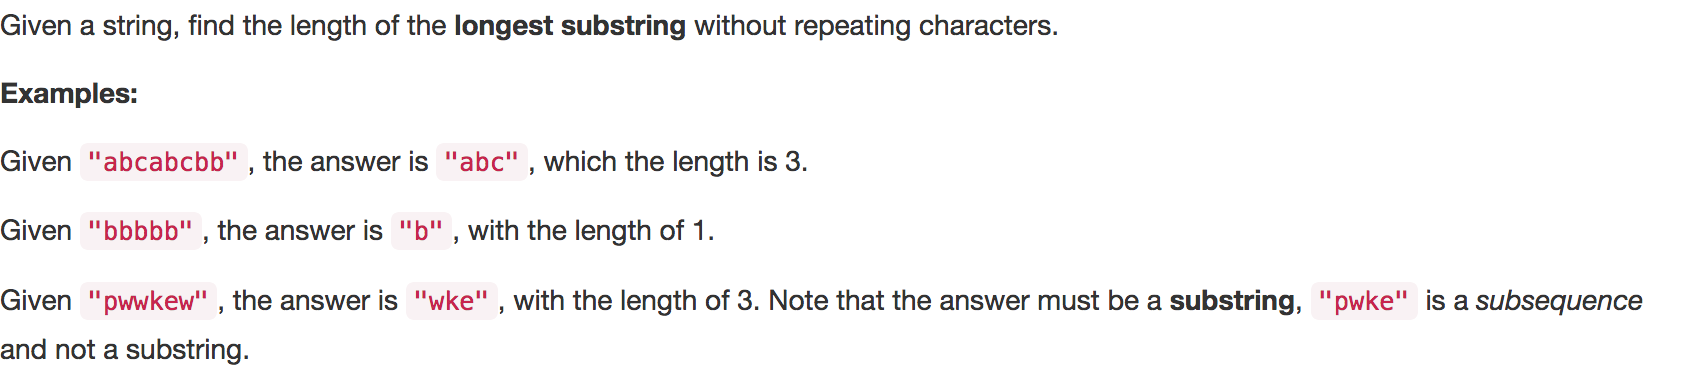 Given a string, find the length of the longest substring without repeating characters.
Examples:
Given "abcabcbb", the answer is "abc", which the length is 3.
Given "bbbbb", the answer is "b", with the length of 1.
Given "pwwkew", the answer is "wke", with the length of 3. Note that the answer must be a substring, "pwke" is a subsequence
and not a substring.